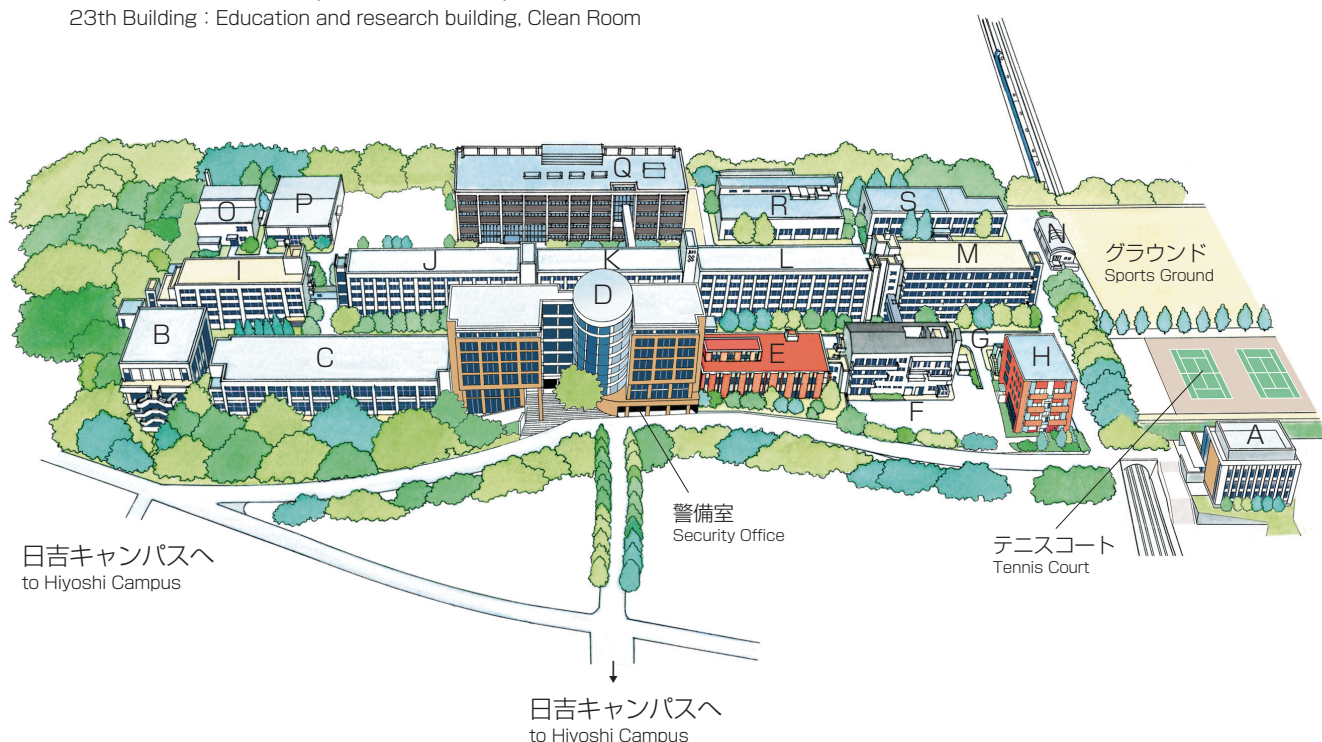 23th Building : Education and research building, Clean Room
Q
O
P
R
S
N
I
J
K
L
M
グラウンド
Sports Ground
D
B
C
E
G
H
F
A
警備室
Security Office
テニスコート
Tennis Court
日吉キャンパスへ
to Hiyoshi Campus
日吉キャンパスへ
to Hiyoshi Campus